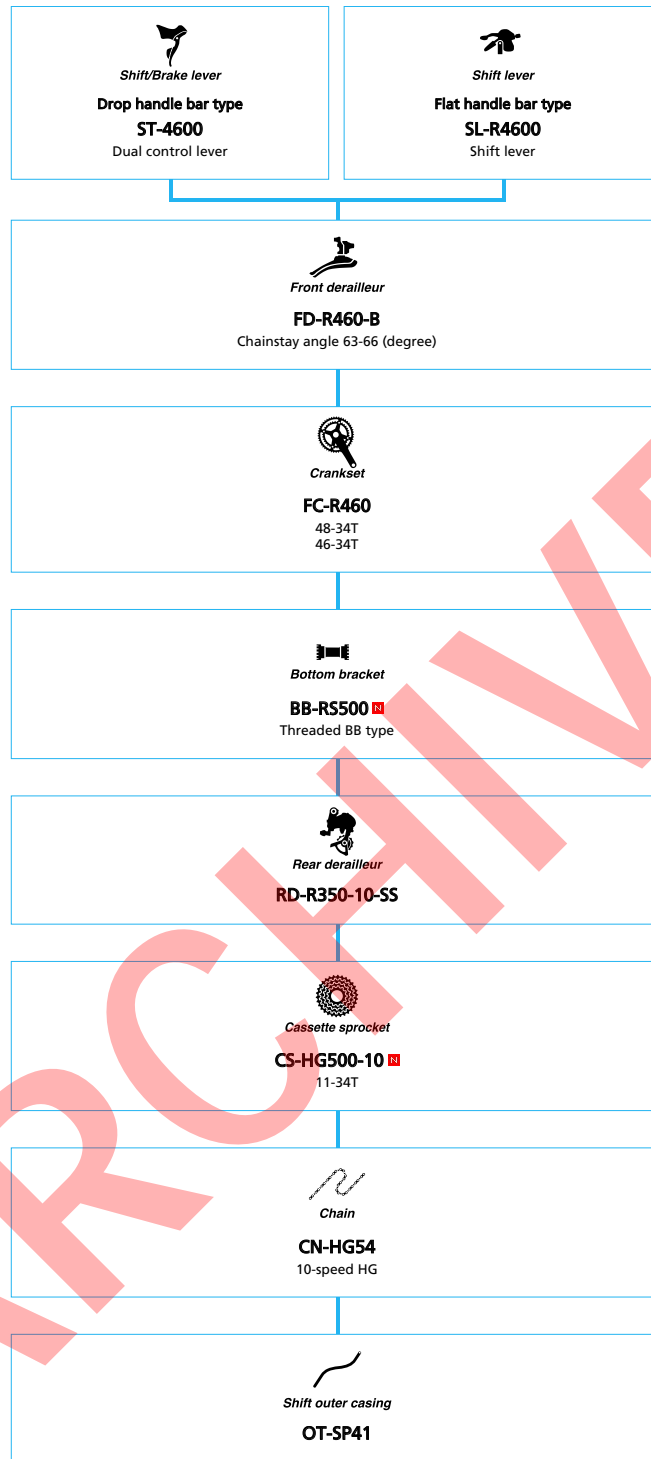 Shift/Brake lever
Drop handle bar type
ST-4600
Dual control lever
Shift lever
Flat handle bar type
SL-R4600
Shift lever
Front derailleur
FD-R460-B
Chainstay angle 63-66 (degree)
Crankset
FC-R460
48-34T
46-34T
Bottom bracket
BB-RS500 N
Threaded BB type
Rear derailleur
RD-R350-10-SS
Cassette sprocket
CS-HG500-10 N
11-34T
Chain
CN-HG54
10-speed HG
Shift outer casing
OT-SP41
ARCHIVE